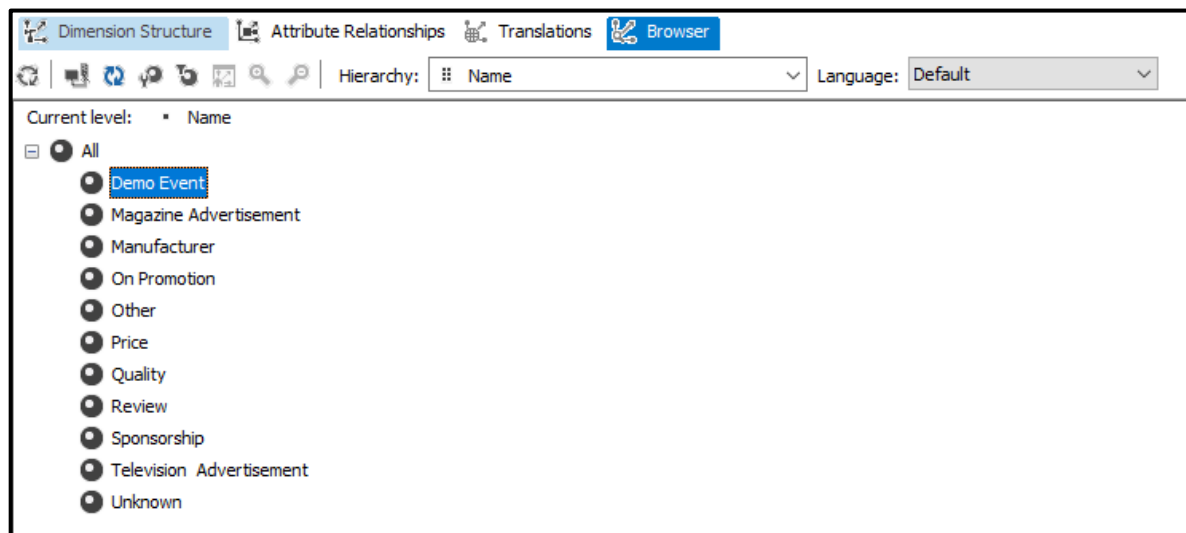 Dimension Structure Attribute Relationships Translations Browser
Hierarchy: Name Language: Default
Current level: Name
All
Demo Event
Magazine Advertisement
Manufacturer
On Promotion
Other
Price
Quality
Review
Sponsorship
Television  Advertisement
Unknown